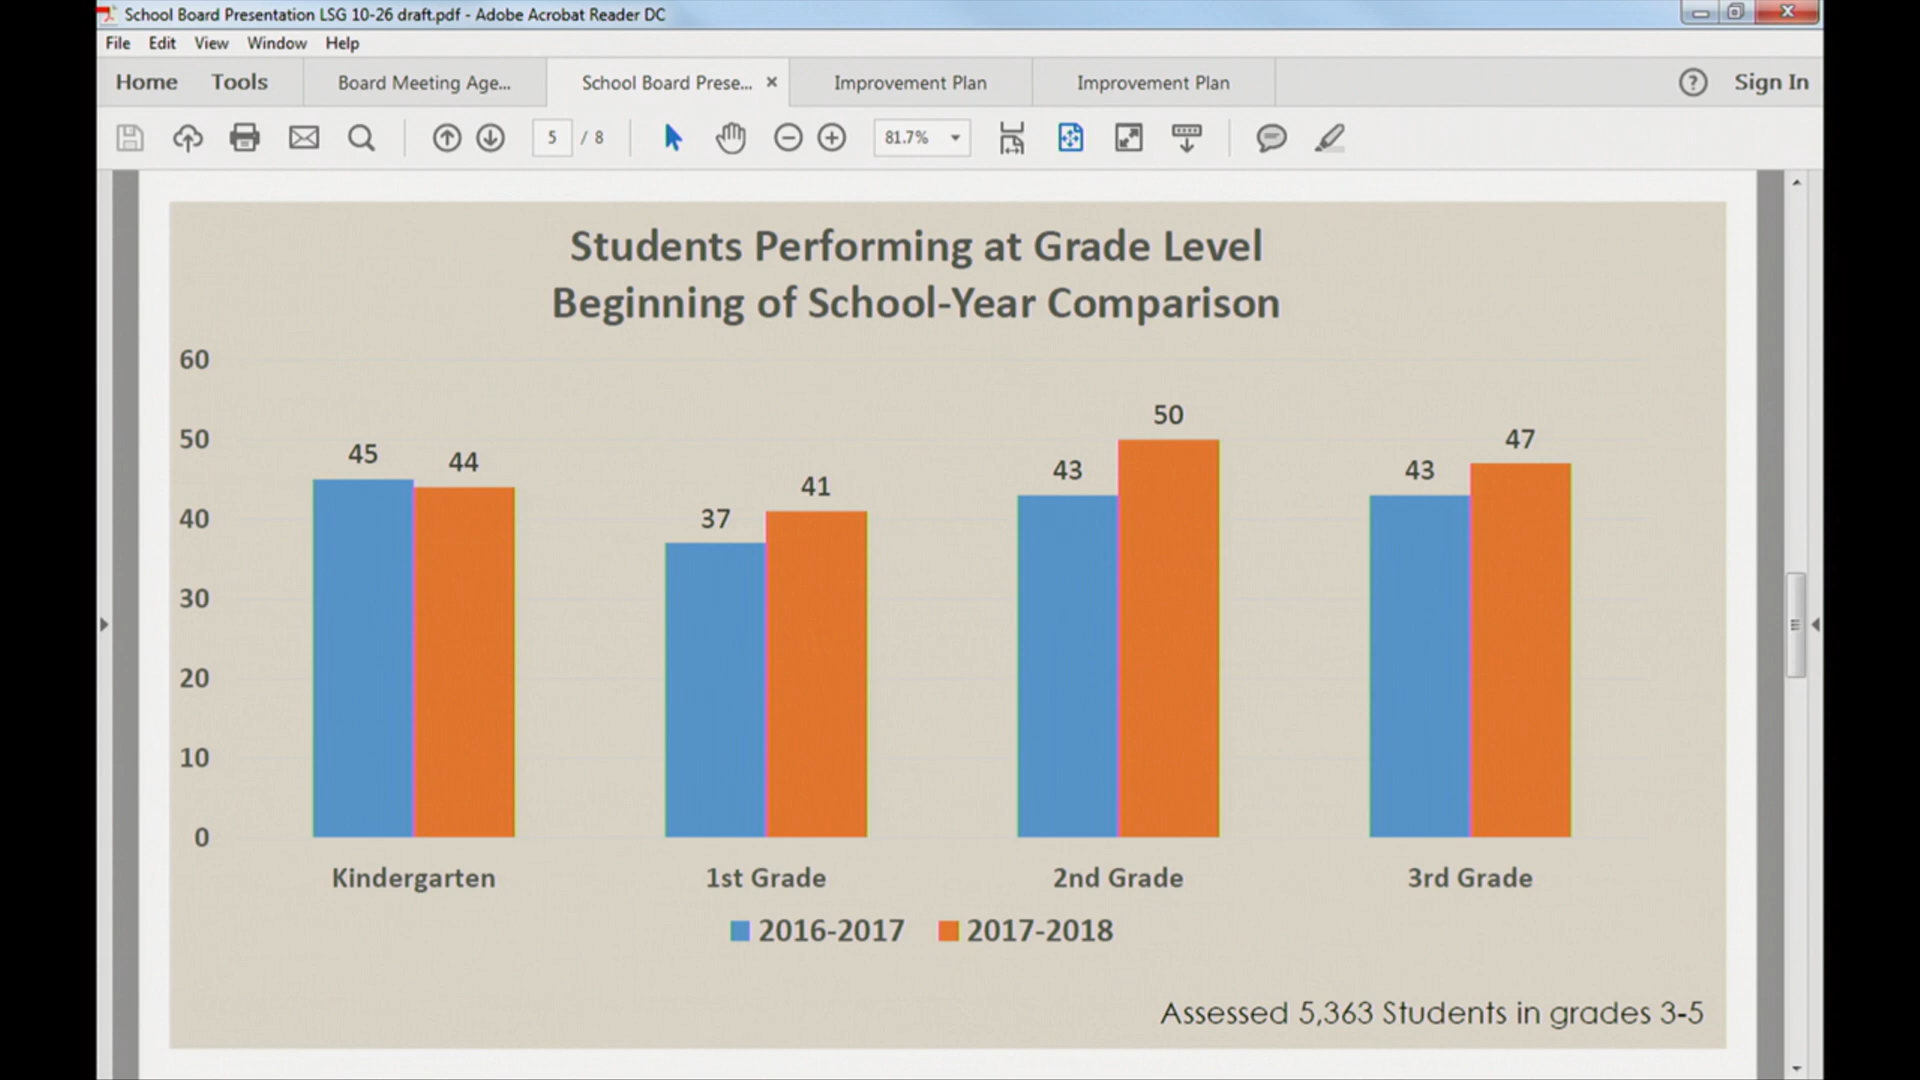 School Board Presentation LSG 10-26 draft.pdf - Adobe Acrobat Reader DC
File Edit View Window Help
Home Tools Board Meeting Age... School Board Prese... × Improvement Plan Improvement Plan ? Sign In
5 / 8 81.7%
Students Performing at Grade Level
Beginning of School-Year Comparison
60
50
40
30
20
10
0
45 44 37 41 43 50 43 47
Kindergarten 1st Grade 2nd Grade 3rd Grade
2016-2017 2017-2018
Assessed 5,363 Students in grades 3-5